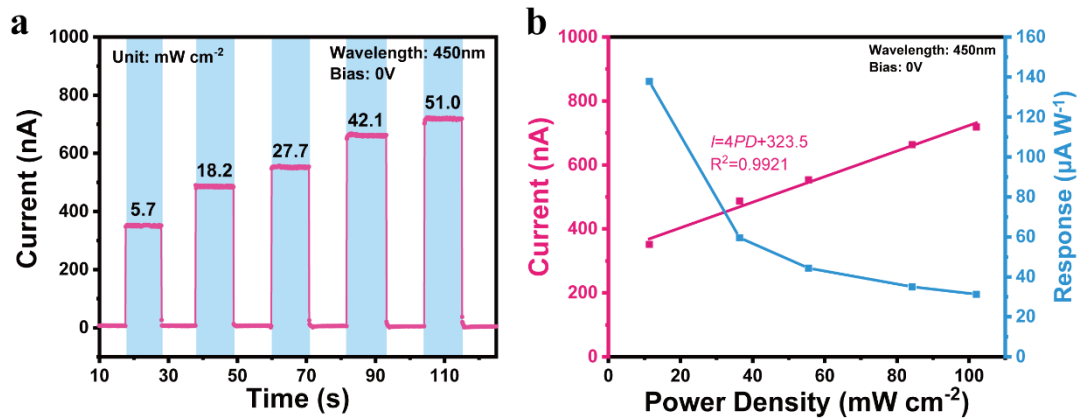 a
Unit: mW cm-2
Wavelength: 450nm
Bias: 0V
5.7
18.2
27.7
42.1
51.0
Current (nA)
1000
800
600
400
200
0
10
30
50
70
90
110
Time (s)
b
Wavelength: 450nm
Bias: 0V
I=4PD+323.5
R2=0.9921
Current (nA)
1000
800
600
400
200
0
0
20
40
60
80
100
Power Density (mW cm-2)
160
140
120
100
80
60
40
20
0
Response (μA W-1)